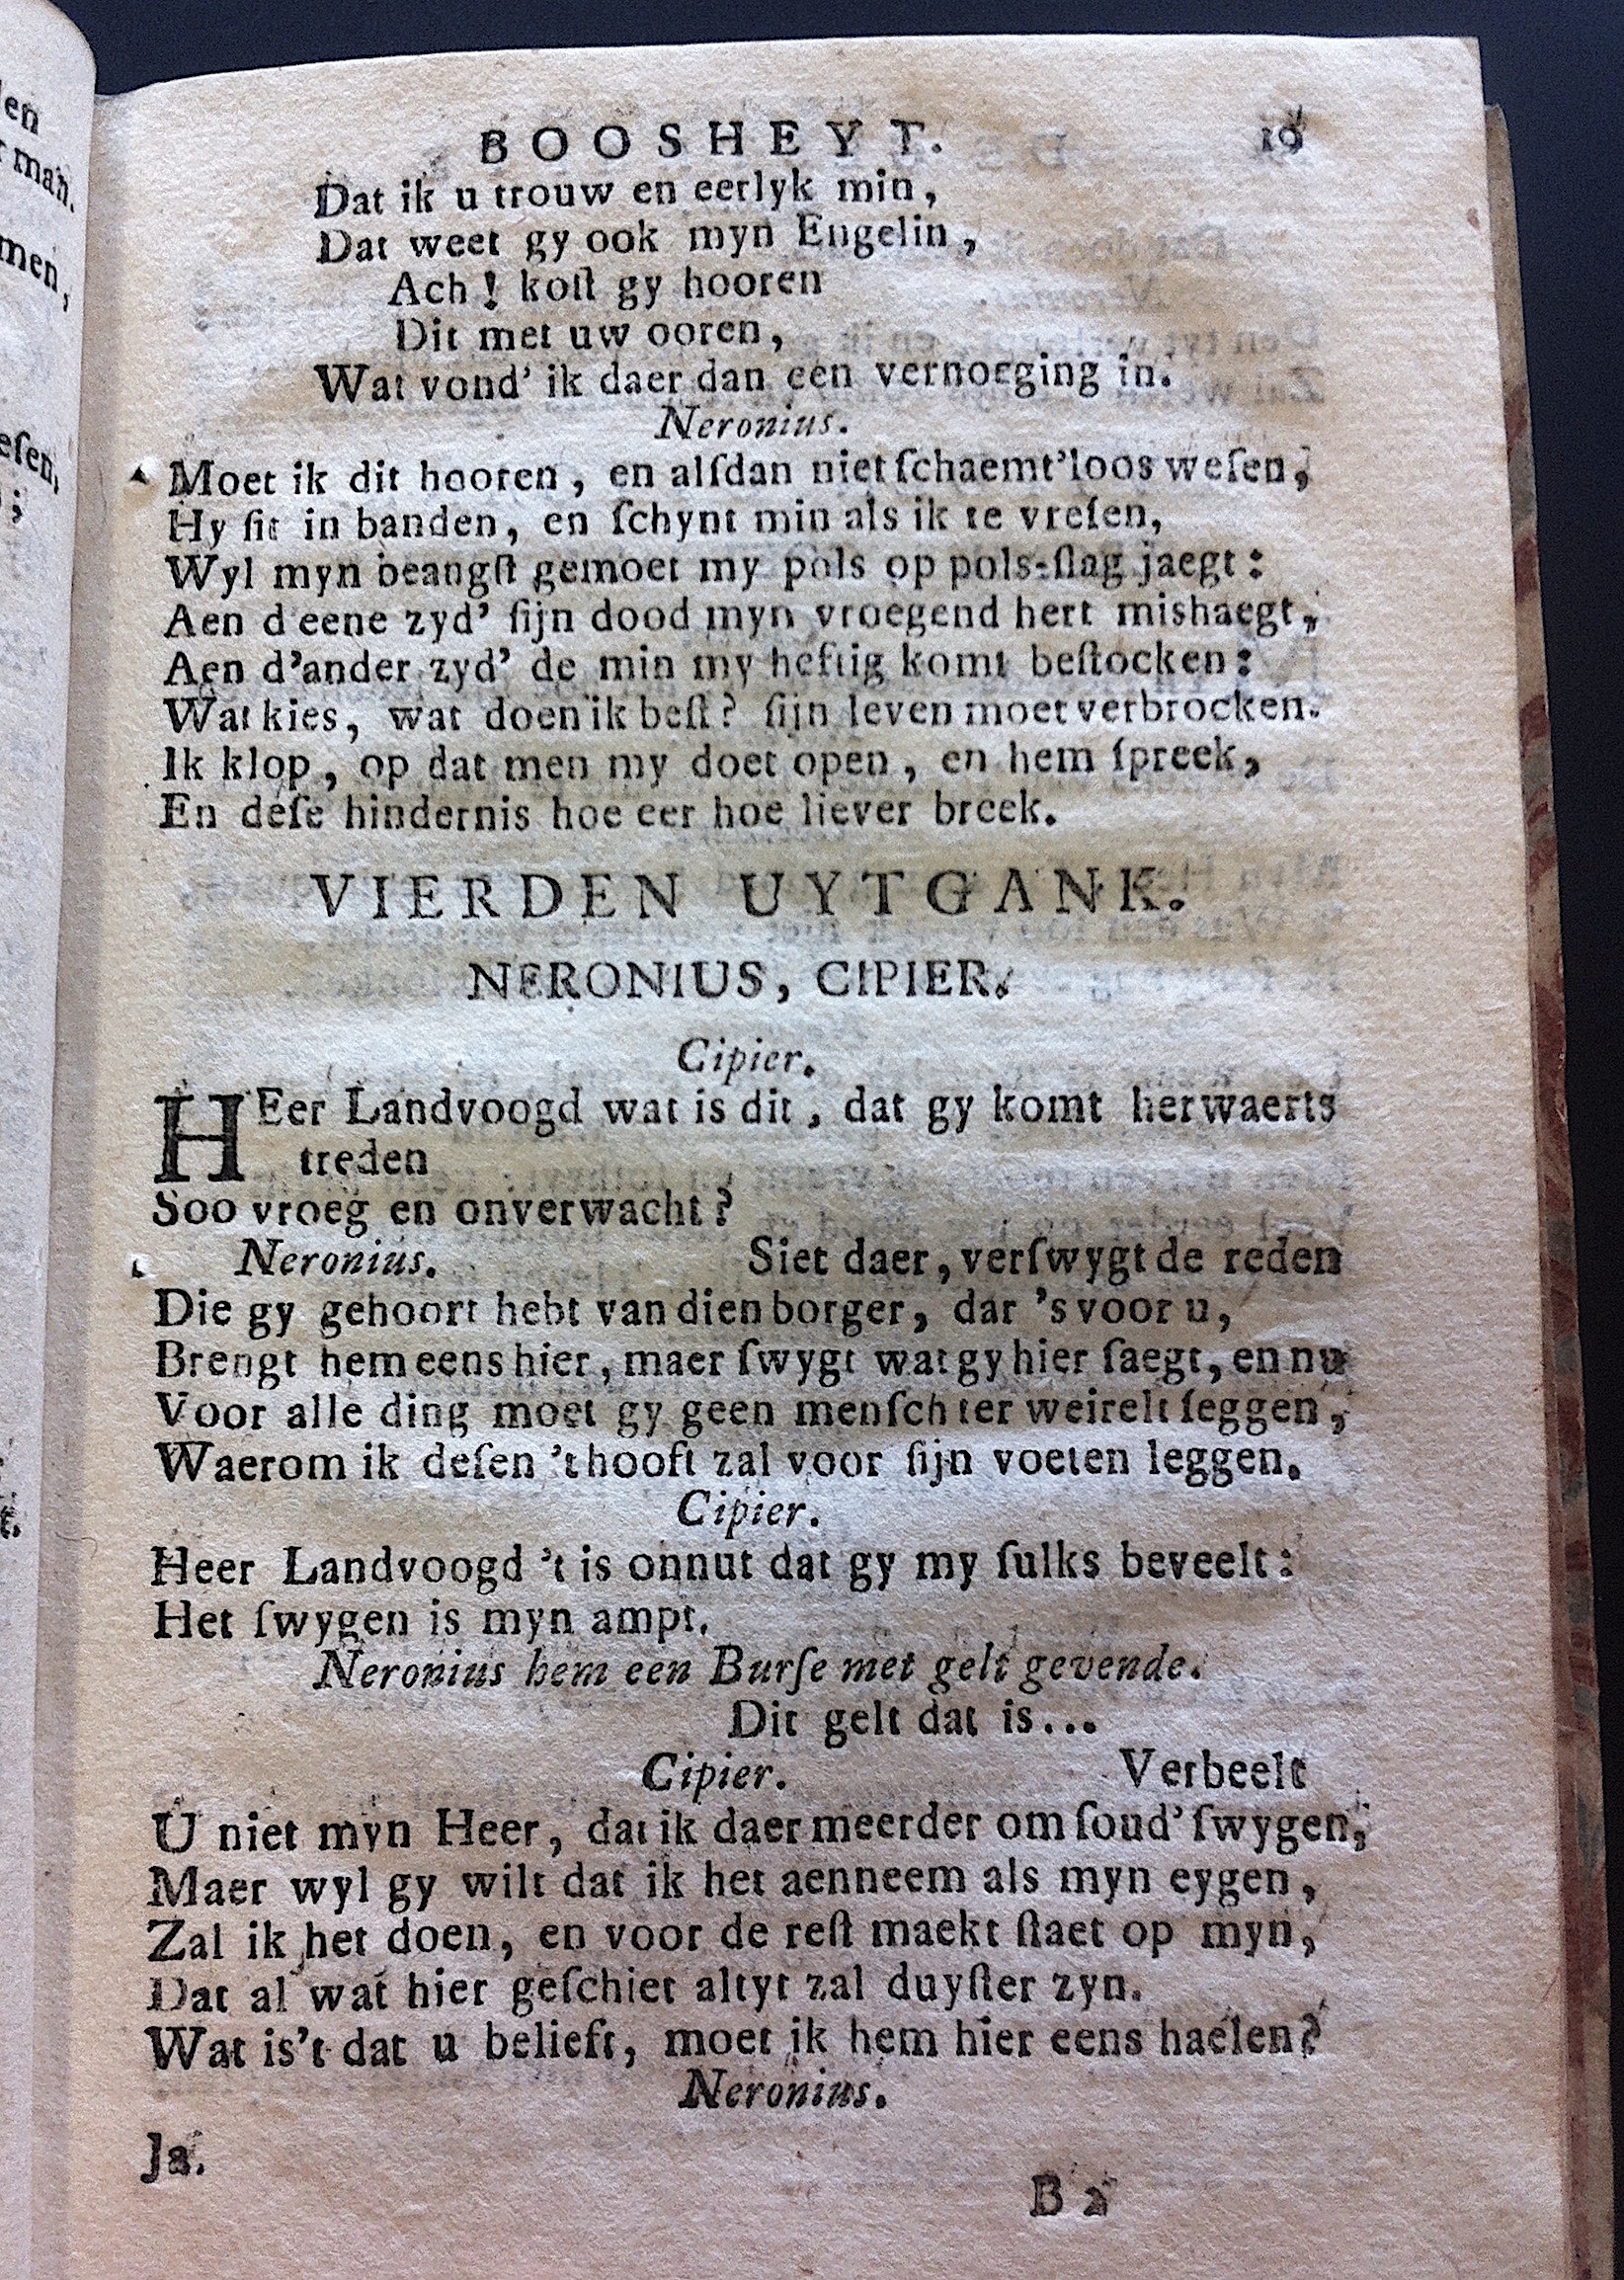 BOOSHEYT. 19
Dat ik u trouw en eerlyk min,
Dat weet gy ook myn Engelin,
Ach! koſt gy hooren
Dit met uw ooren,
Wat vond' ik daer dan een vernoeging in.
Neronius.
Moet ik dit hooren, en alſdan niet ſchaemt'loos weſen,
Hy ſit in banden, en ſchynt min als ik te vreſen,
Wyl myn beangſt gemoet my pols op pols-ſlag jaegt:
Aen d'eene zyd' ſijn dood myn vroegend hert mishaegt,
Aen d'ander zyd' de min my heftig komt beſtocken:
Wat kies, wat doen ik beſt? ſijn leven moet verbrocken.
Ik klop, op dat men my doet open, en hem ſpreek,
En deſe hindernis hoe eer hoe liever breek.
VIERDEN UYTGANK.
NERONIUS, CIPIER.
Cipier.
HEer Landvoogd wat is dit, dat gy komt herwaerts
treden
Soo vroeg en onverwacht?
Neronius. Siet daer, verſwygt de reden
Die gy gehoort hebt van dien borger, dar 's voor u,
Brengt hem eens hier, maer ſwygt wat gy hier ſaegt, en nu
Voor alle ding moet gy geen menſch ter weirelt ſeggen,
Waerom ik deſen 't hooft zal voor ſijn voeten leggen.
Cipier.
Heer Landvoogd 't is onnut dat gy my ſulks beveelt:
Het ſwygen is myn ampt.
Neronius hem een Burſe met gelt gevende.
Dit gelt dat is...
Cipier. Verbeelt
U niet myn Heer, dat ik daer meerder om ſoud' ſwygen,
Maer wyl gy wilt dat ik het aenneem als myn eygen,
Zal ik het doen, en voor de reſt maekt ſtaet op myn,
Dat al wat hier geſchiet altyt zal duyſter zyn.
Wat is't dat u belieft, moet ik hem hier eens haelen?
Neronius.
Ja.
B 2
len
man.
men,
eſen,
;
t.